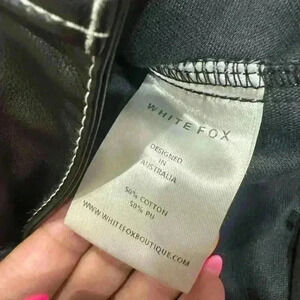 WHITE FOX
DESIGNED
IN
AUSTRALIA
50% COTTON
50% PU
WWW.WHITEFOXBOUTIQUE.COM